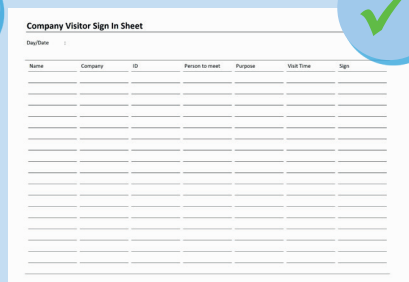 Company Visitor Sign In Sheet
Day/Date :
Name Company ID Person to meet Purpose Visit Time Sign